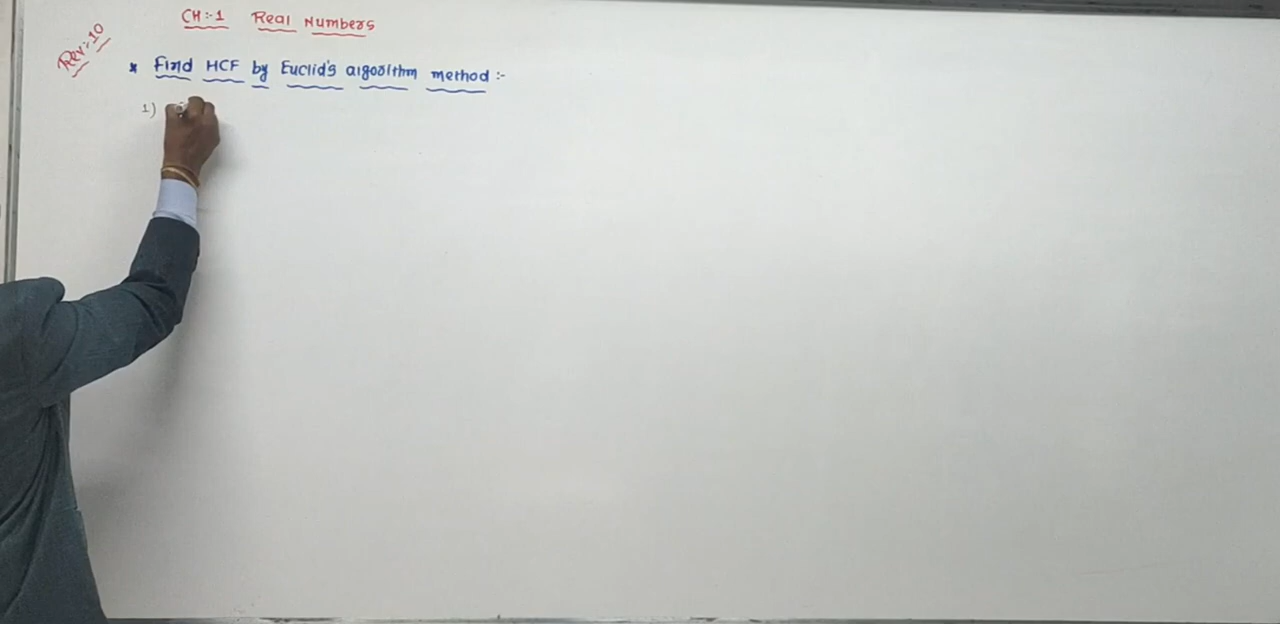 CH:-1 Real Numbers
Rev:-10
* Find HCF by Euclid's algorithm method :-
1)